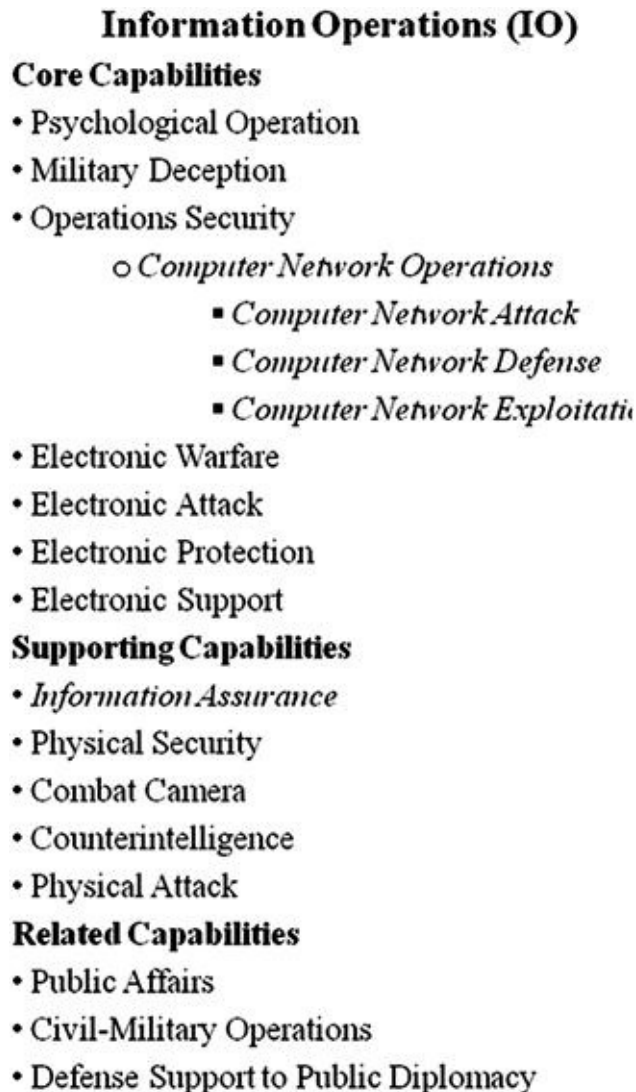 Information Operations (IO)
Core Capabilities
• Psychological Operation
• Military Deception
• Operations Security
o Computer Network Operations
▪ Computer Network Attack
▪ Computer Network Defense
▪ Computer Network Exploitati
• Electronic Warfare
• Electronic Attack
• Electronic Protection
• Electronic Support
Supporting Capabilities
• Information Assurance
• Physical Security
• Combat Camera
• Counterintelligence
• Physical Attack
Related Capabilities
• Public Affairs
• Civil-Military Operations
• Defense Support to Public Diplomacy